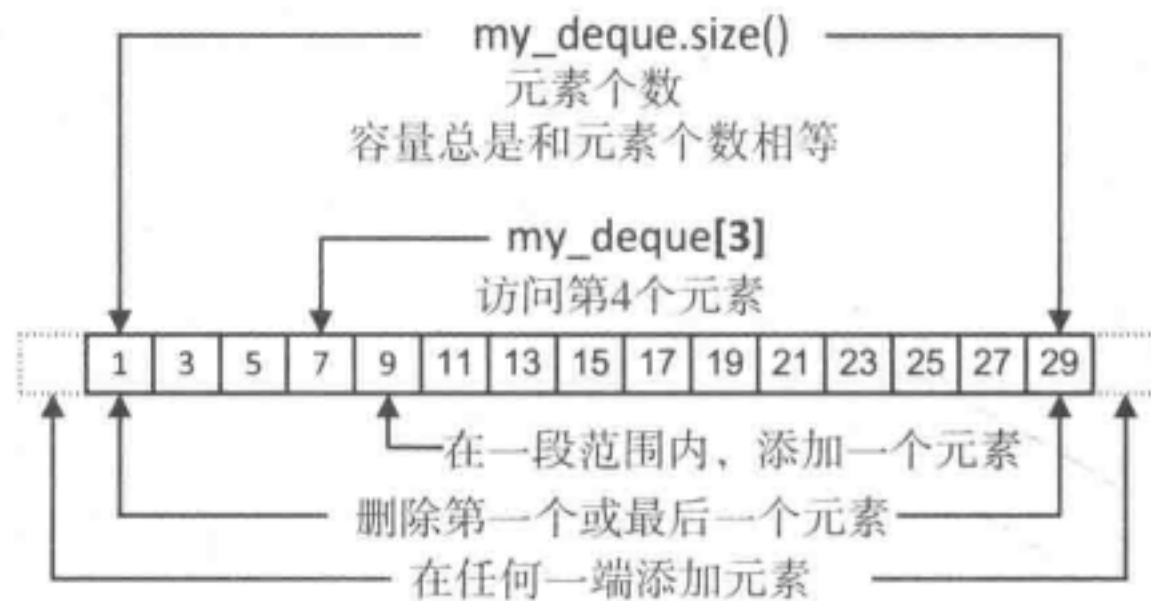 my_deque.size()
元素个数
容量总是和元素个数相等
my_deque[3]
访问第4个元素
1 3 5 7 9 11 13 15 17 19 21 23 25 27 29
在一段范围内、添加一个元素
删除第一个或最后一个元素
在任何一端添加元素